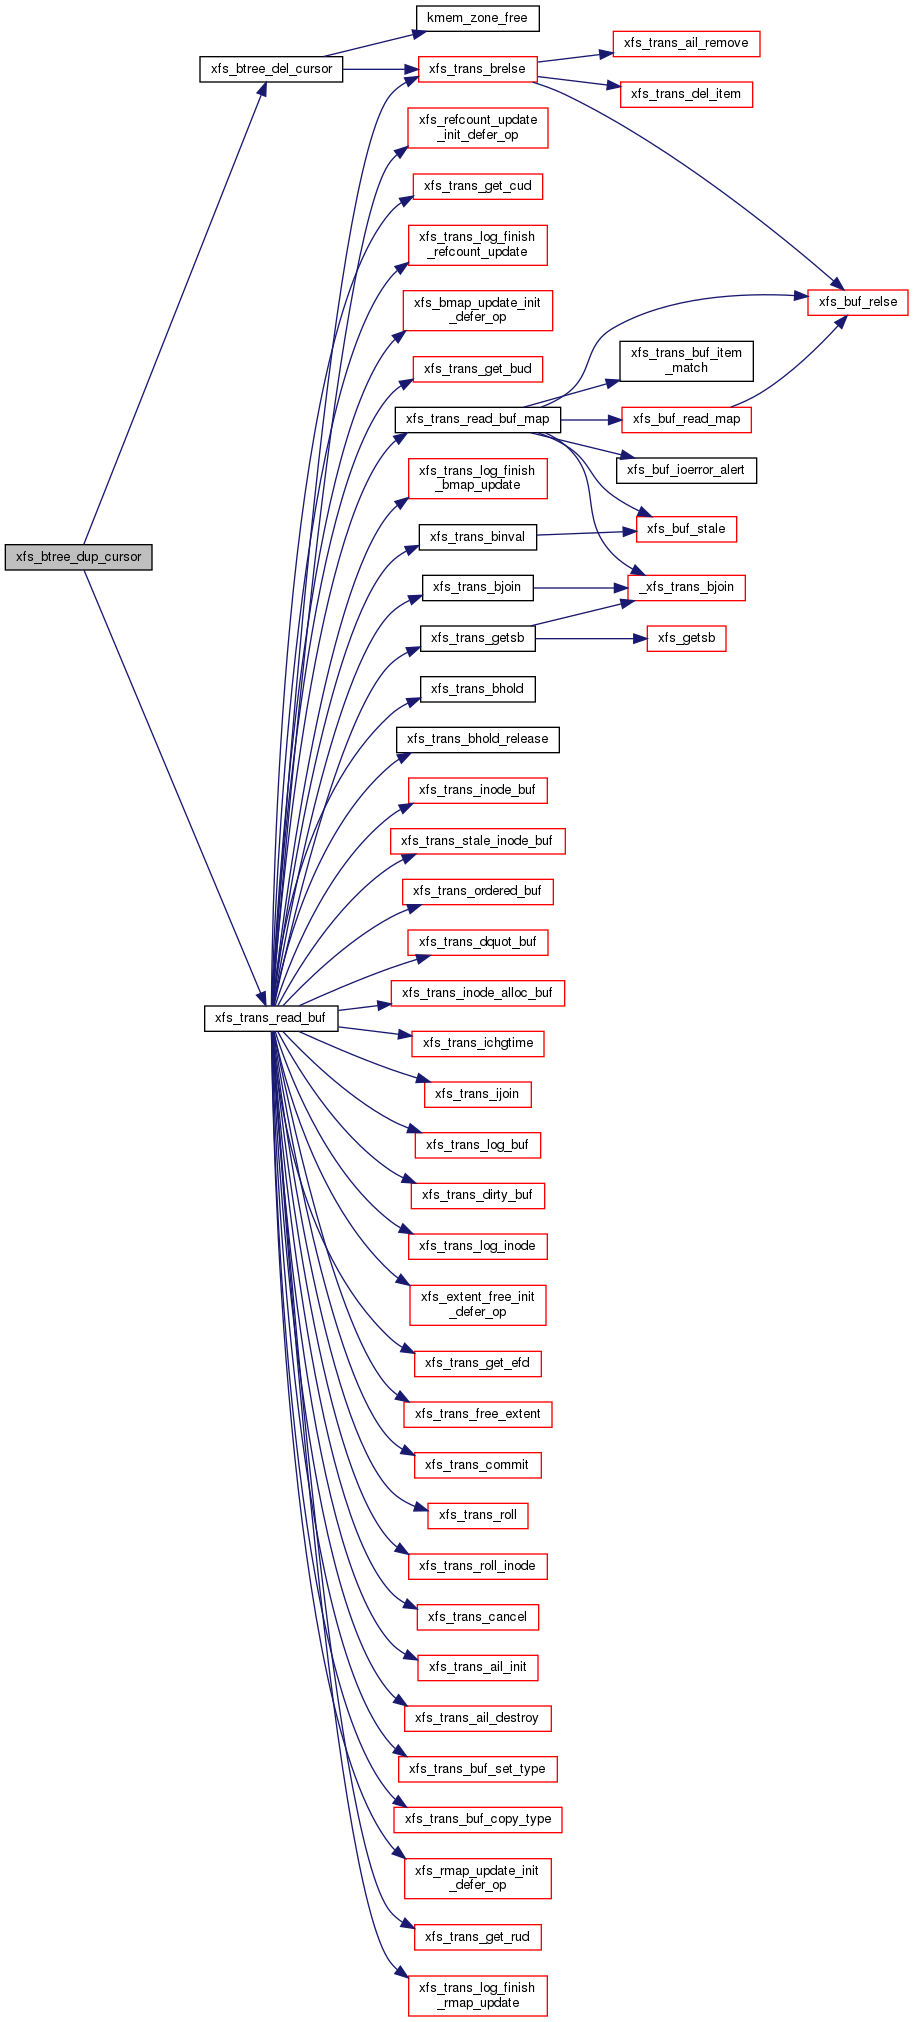 kmem_zone_free
xfs_btree_del_cursor
xfs_trans_brelse
xfs_trans_ail_remove
xfs_trans_del_item
xfs_refcount_update
_init_defer_op
xfs_trans_get_cud
xfs_trans_log_finish
_refcount_update
xfs_buf_relse
xfs_bmap_update_init
_defer_op
xfs_trans_get_bud
xfs_trans_buf_item
_match
xfs_trans_read_buf_map
xfs_buf_read_map
xfs_trans_log_finish
_bmap_update
xfs_buf_ioerror_alert
xfs_trans_binval
xfs_buf_stale
xfs_btree_dup_cursor
xfs_trans_bjoin
_xfs_trans_bjoin
xfs_trans_getsb
xfs_getsb
xfs_trans_bhold
xfs_trans_bhold_release
xfs_trans_inode_buf
xfs_trans_stale_inode_buf
xfs_trans_ordered_buf
xfs_trans_dquot_buf
xfs_trans_inode_alloc_buf
xfs_trans_read_buf
xfs_trans_ichgtime
xfs_trans_ijoin
xfs_trans_log_buf
xfs_trans_dirty_buf
xfs_trans_log_inode
xfs_extent_free_init
_defer_op
xfs_trans_get_efd
xfs_trans_free_extent
xfs_trans_commit
xfs_trans_roll
xfs_trans_roll_inode
xfs_trans_cancel
xfs_trans_ail_init
xfs_trans_ail_destroy
xfs_trans_buf_set_type
xfs_trans_buf_copy_type
xfs_rmap_update_init
_defer_op
xfs_trans_get_rud
xfs_trans_log_finish
_rmap_update